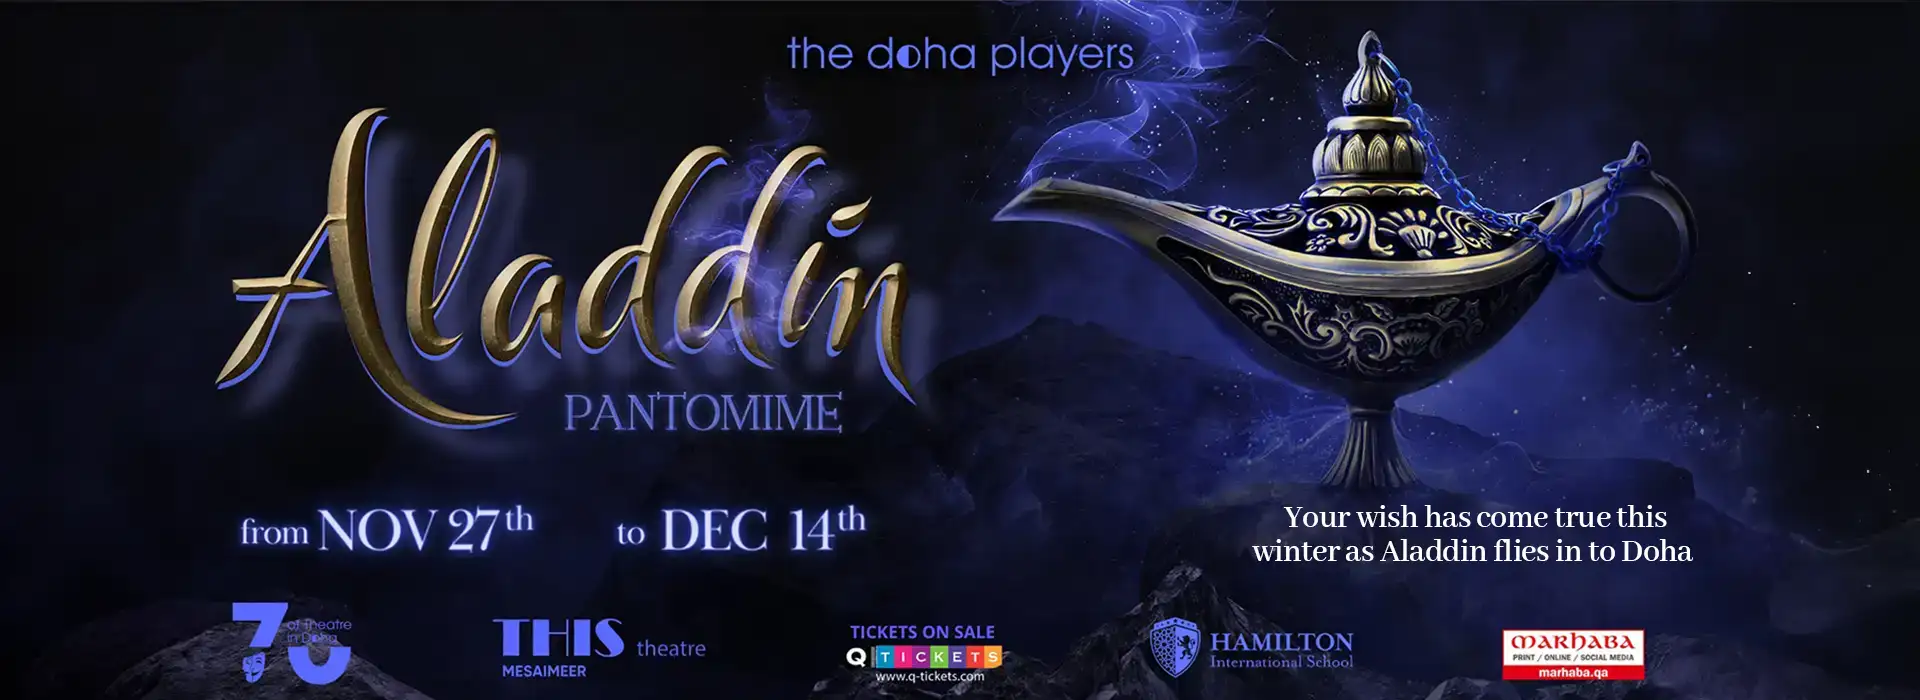 the doha players
Aladdin
PANTOMIME
from NOV 27th to DEC 14th
Your wish has come true this
winter as Aladdin flies in to Doha
70
of Theatre
in Doha
THIS theatre
MESAIMEER
TICKETS ON SALE
Q TICKETS
www.q-tickets.com
HAMILTON
International School
marhaba
PRINT / ONLINE / SOCIAL MEDIA
marhaba.qa